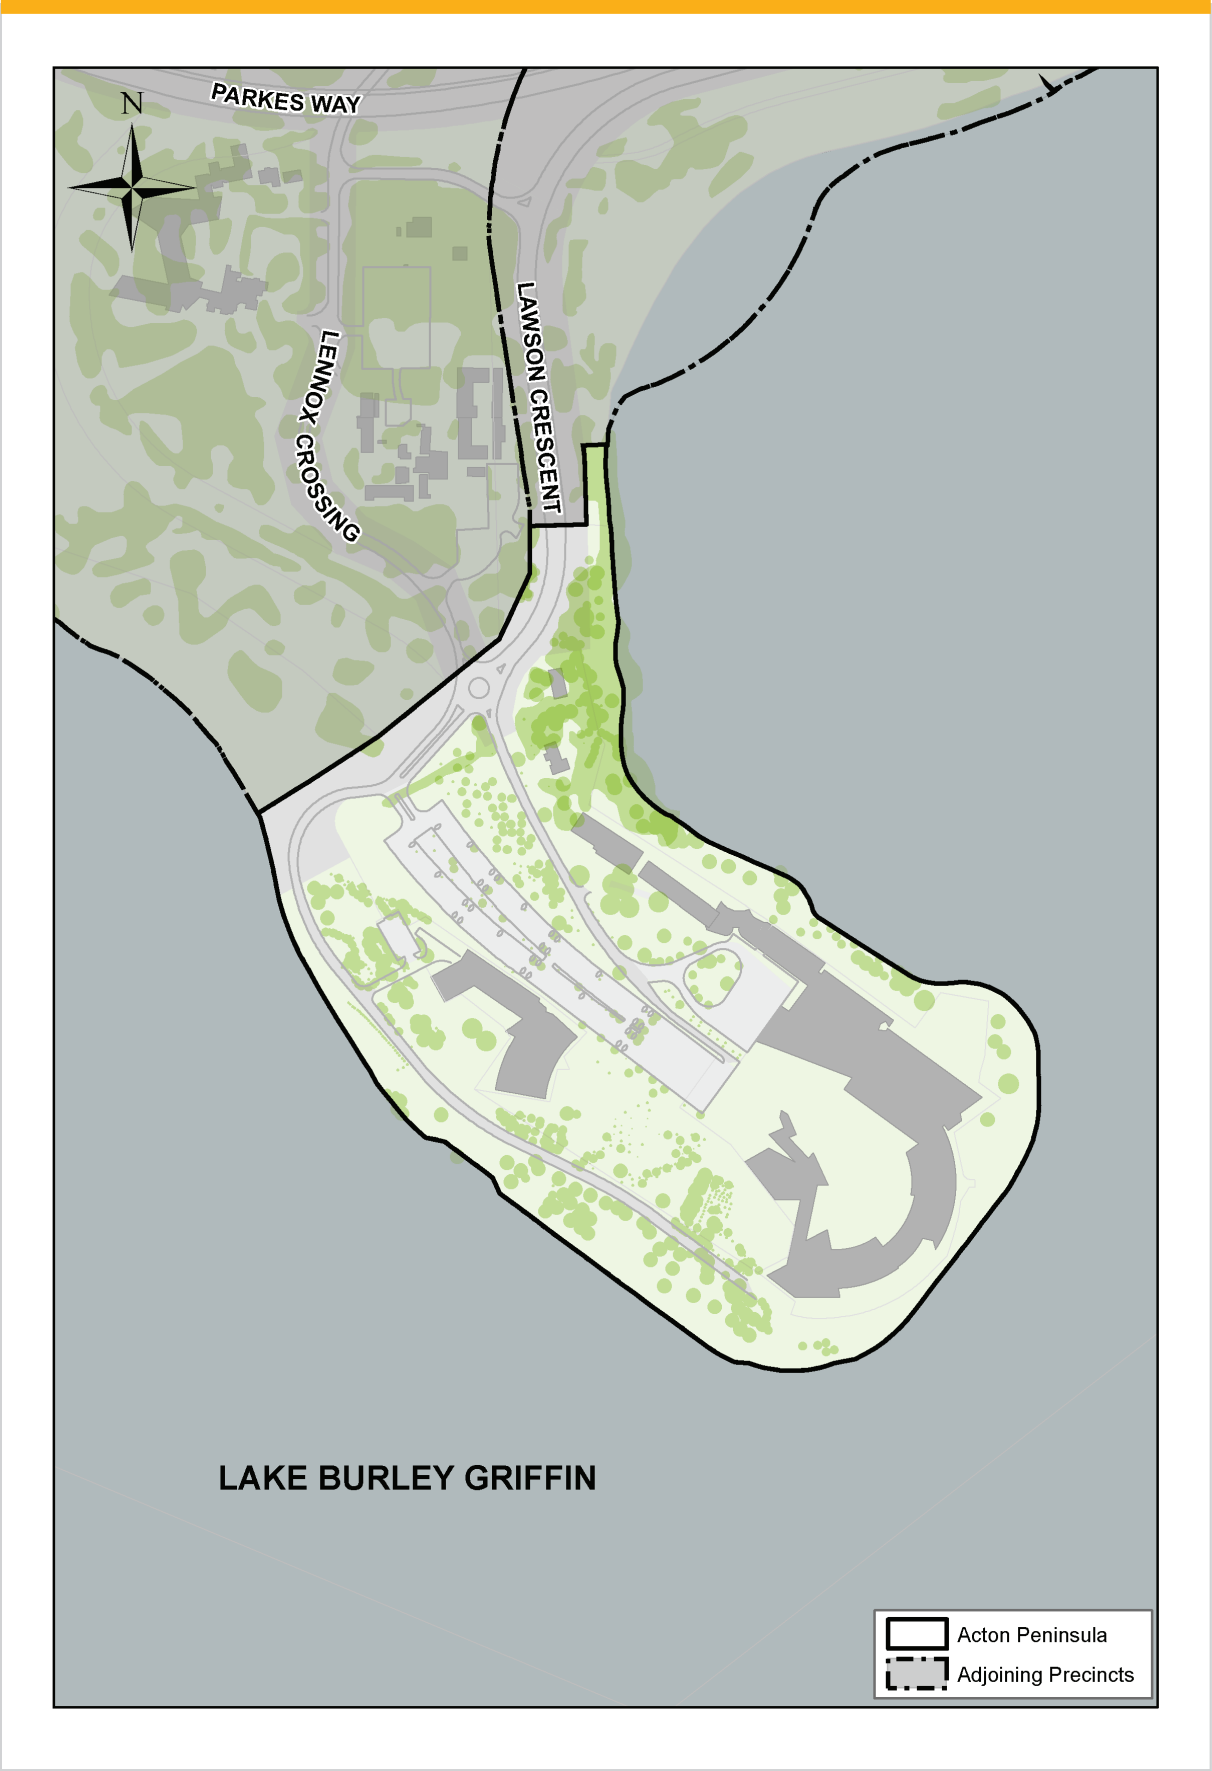 PARKES WAY
N
LAWSON CRESCENT
LENNOX CROSSING
LAKE BURLEY GRIFFIN
Acton Peninsula
Adjoining Precincts